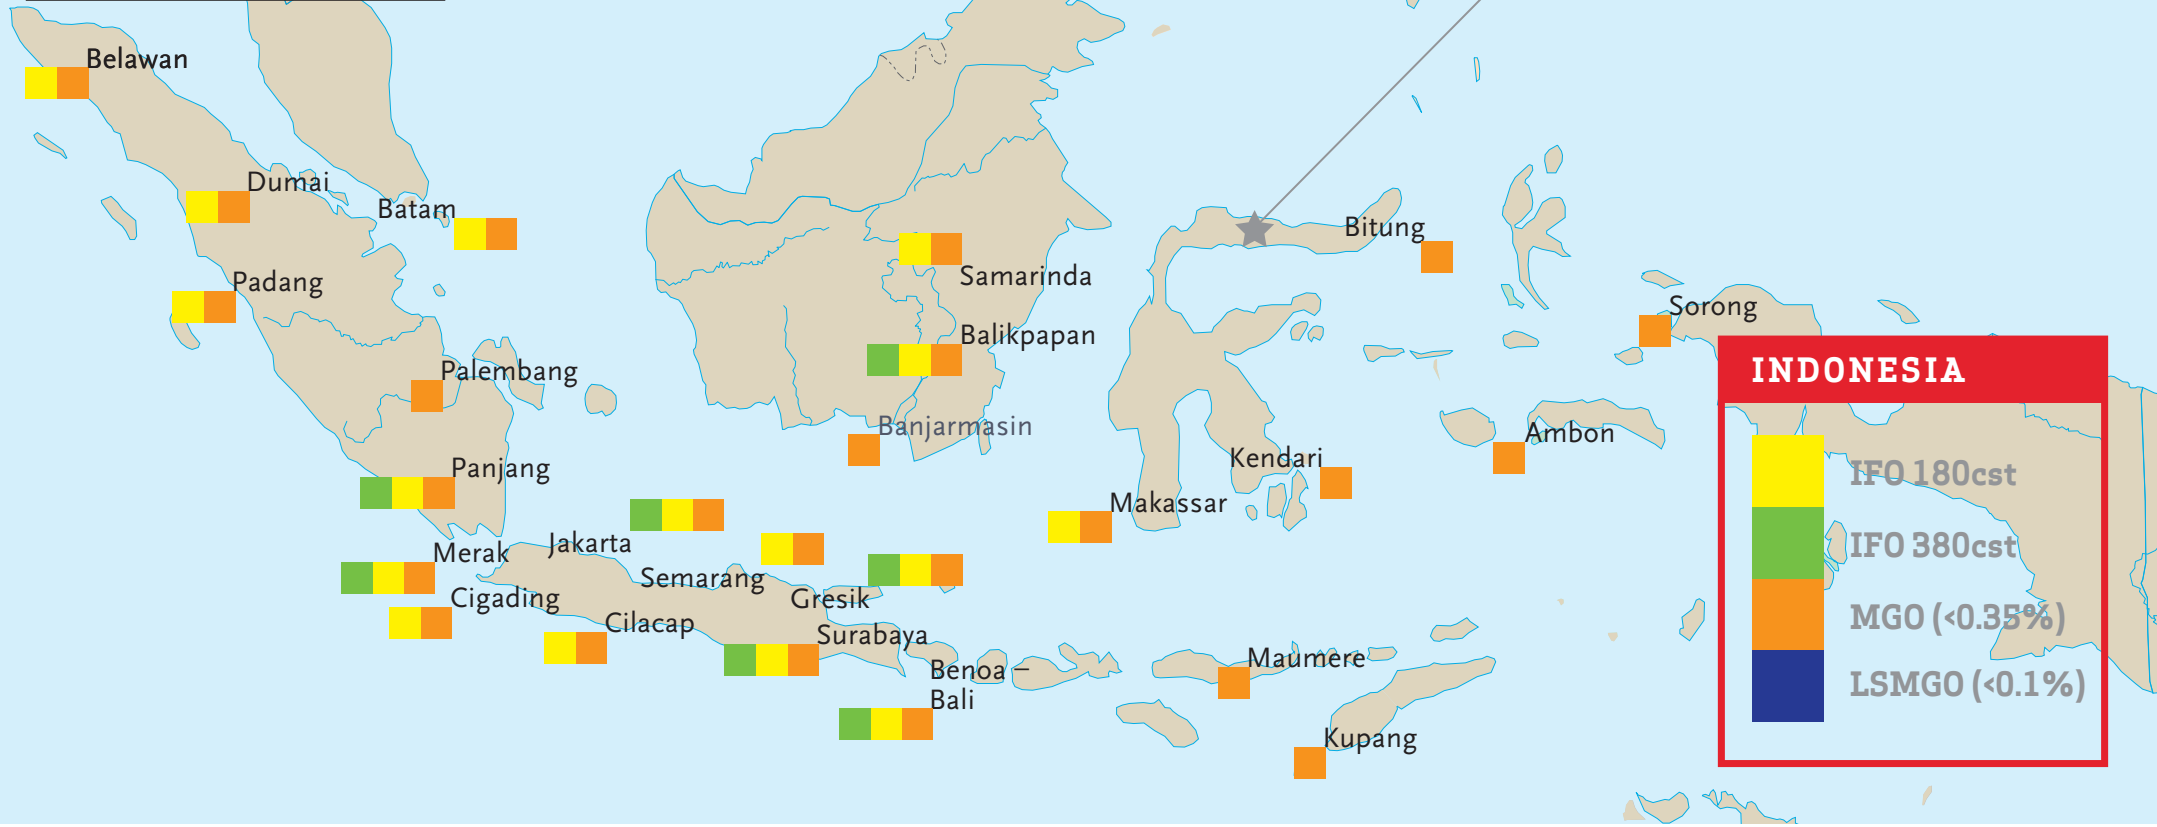 Belawan
Dumai
Batam
Padang
Palembang
Panjang
Samarinda
Balikpapan
Banjarmasin
Bitung
Sorong
Ambon
Kendari
Makassar
Merak
Jakarta
Cigading
Semarang
Cilacap
Gresik
Surabaya
Benoa –
Bali
Maumere
Kupang
INDONESIA
IFO 180cst
IFO 380cst
MGO (<0.35%)
LSMGO (<0.1%)